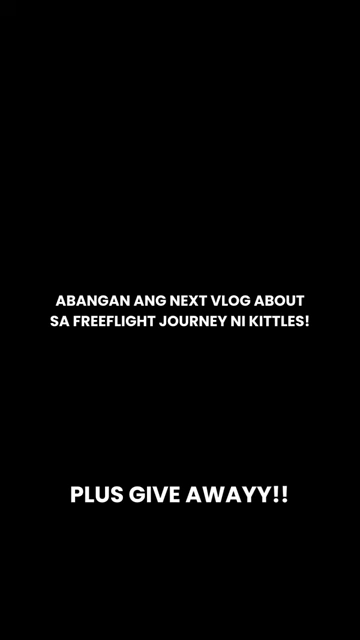 ABANGAN ANG NEXT VLOG ABOUT
SA FREEFLIGHT JOURNEY NI KITTLES!
PLUS GIVE AWAYY!!